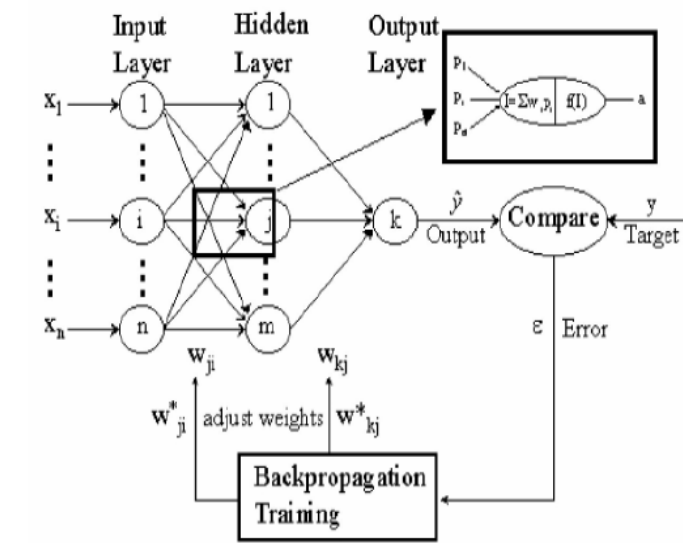 Input Layer
Hidden Layer
Output Layer
p₁
pᵢ
I=Σwᵢpᵢ
f(I)
a
x₁
1
1
xᵢ
i
j
k
ŷ
Output
Compare
y
Target
xₙ
n
m
ε
Error
wⱼᵢ
wₖⱼ
w*ⱼᵢ
adjust weights
w*ₖⱼ
Backpropagation
Training